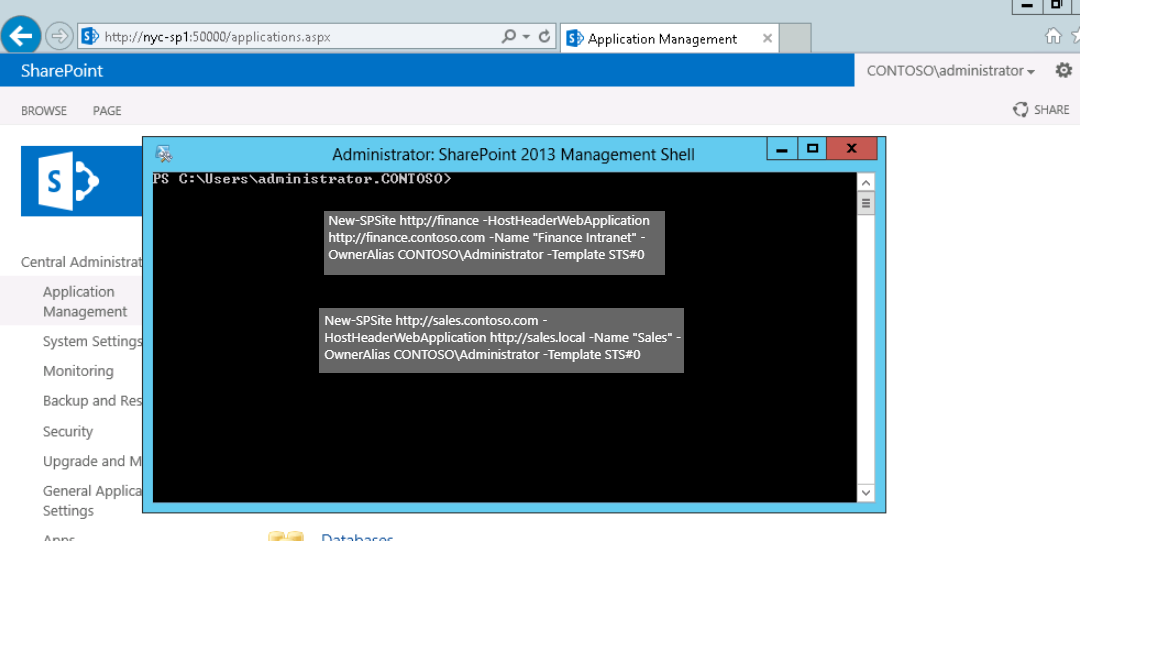 http://nyc-sp1:50000/applications.aspx
Application Management
SharePoint
CONTOSO\administrator
BROWSE PAGE
SHARE
S
Administrator: SharePoint 2013 Management Shell
PS C:\Users\administrator.CONTOSO>
New-SPSite http://finance -HostHeaderWebApplication
http://finance.contoso.com -Name "Finance Intranet" -
OwnerAlias CONTOSO\Administrator -Template STS#0
New-SPSite http://sales.contoso.com -
HostHeaderWebApplication http://sales.local -Name "Sales" -
OwnerAlias CONTOSO\Administrator -Template STS#0
Central Administrat
Application
Management
System Settings
Monitoring
Backup and Res
Security
Upgrade and M
General Applica
Settings
Apps
Databases